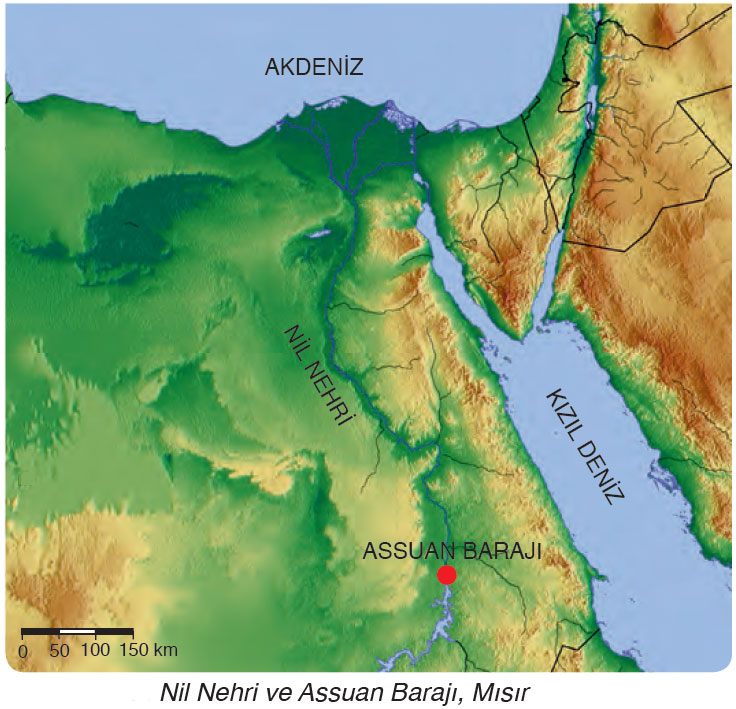 AKDENİZ
NİL NEHRİ
KIZIL DENİZ
ASSUAN BARAJI
0 50 100 150 km
Nil Nehri ve Assuan Barajı, Mısır